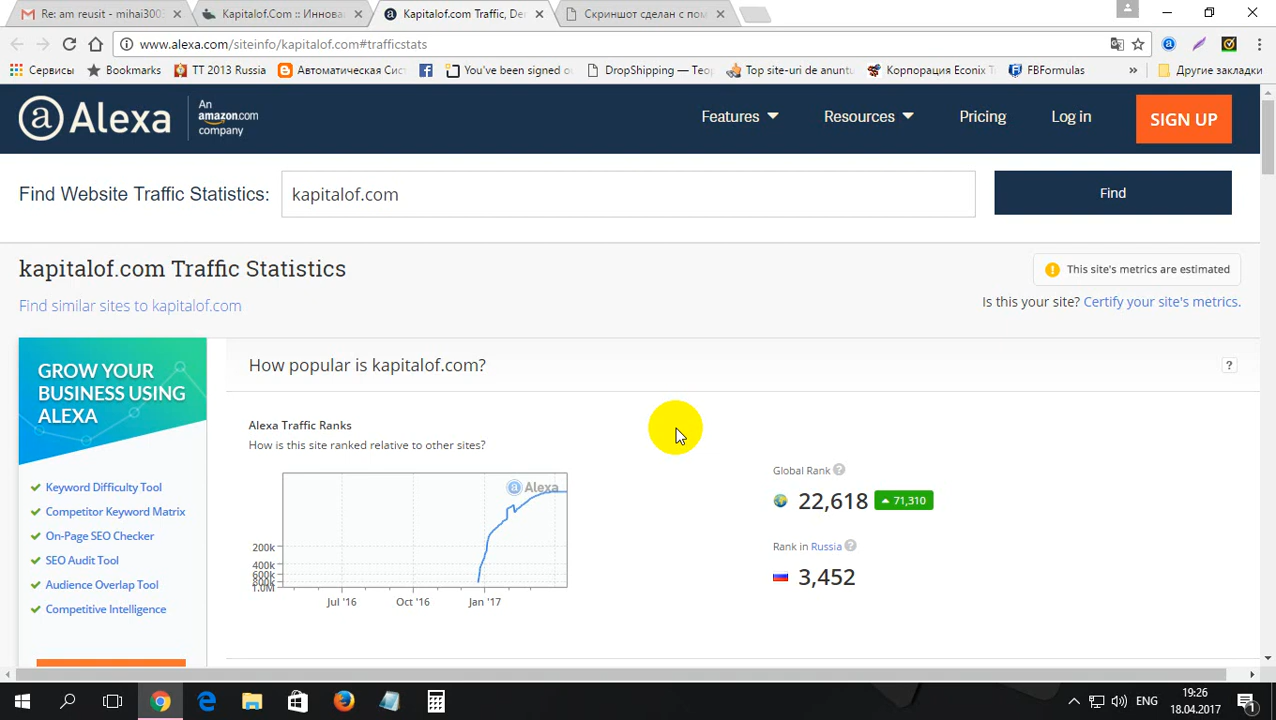 Re: am reusit - mihai3003
Kapitalof.Com :: Иннова
Kapitalof.com Traffic, De
Скриншот сделан с пом
www.alexa.com/siteinfo/kapitalof.com#trafficstats
Сервисы
Bookmarks
TT 2013 Russia
Автоматическая Сис
You've been signed o
DropShipping — Теор
Top site-uri de anuntu
Корпорация Econix Te
FBFormulas
»
Другие закладки
Alexa
An
amazon.com
company
Features
Resources
Pricing
Log in
SIGN UP
Find Website Traffic Statistics:
kapitalof.com
Find
kapitalof.com Traffic Statistics
This site's metrics are estimated
Find similar sites to kapitalof.com
Is this your site? Certify your site's metrics.
GROW YOUR
BUSINESS USING
ALEXA
Keyword Difficulty Tool
Competitor Keyword Matrix
On-Page SEO Checker
SEO Audit Tool
Audience Overlap Tool
Competitive Intelligence
How popular is kapitalof.com?
?
Alexa Traffic Ranks
How is this site ranked relative to other sites?
Alexa
200k
400k
600k
800k
1.0M
Jul '16
Oct '16
Jan '17
Global Rank ?
22,618
71,310
Rank in Russia ?
3,452
ENG
19:26
18.04.2017
1